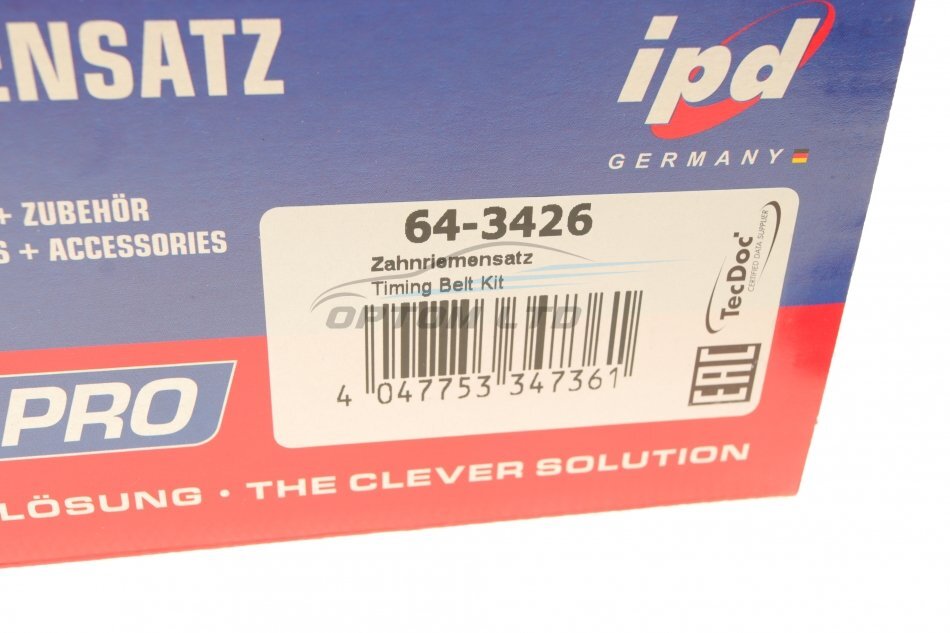 ENSATZ
ipd
GERMANY
+ ZUBEHÖR
S + ACCESSORIES
64-3426
Zahnriemensatz
Timing Belt Kit
OPTOM LTD
4 047753 347361
TecDoc
CERTIFIED DATA SUPPLIER
EAC
PRO
LÖSUNG · THE CLEVER SOLUTION